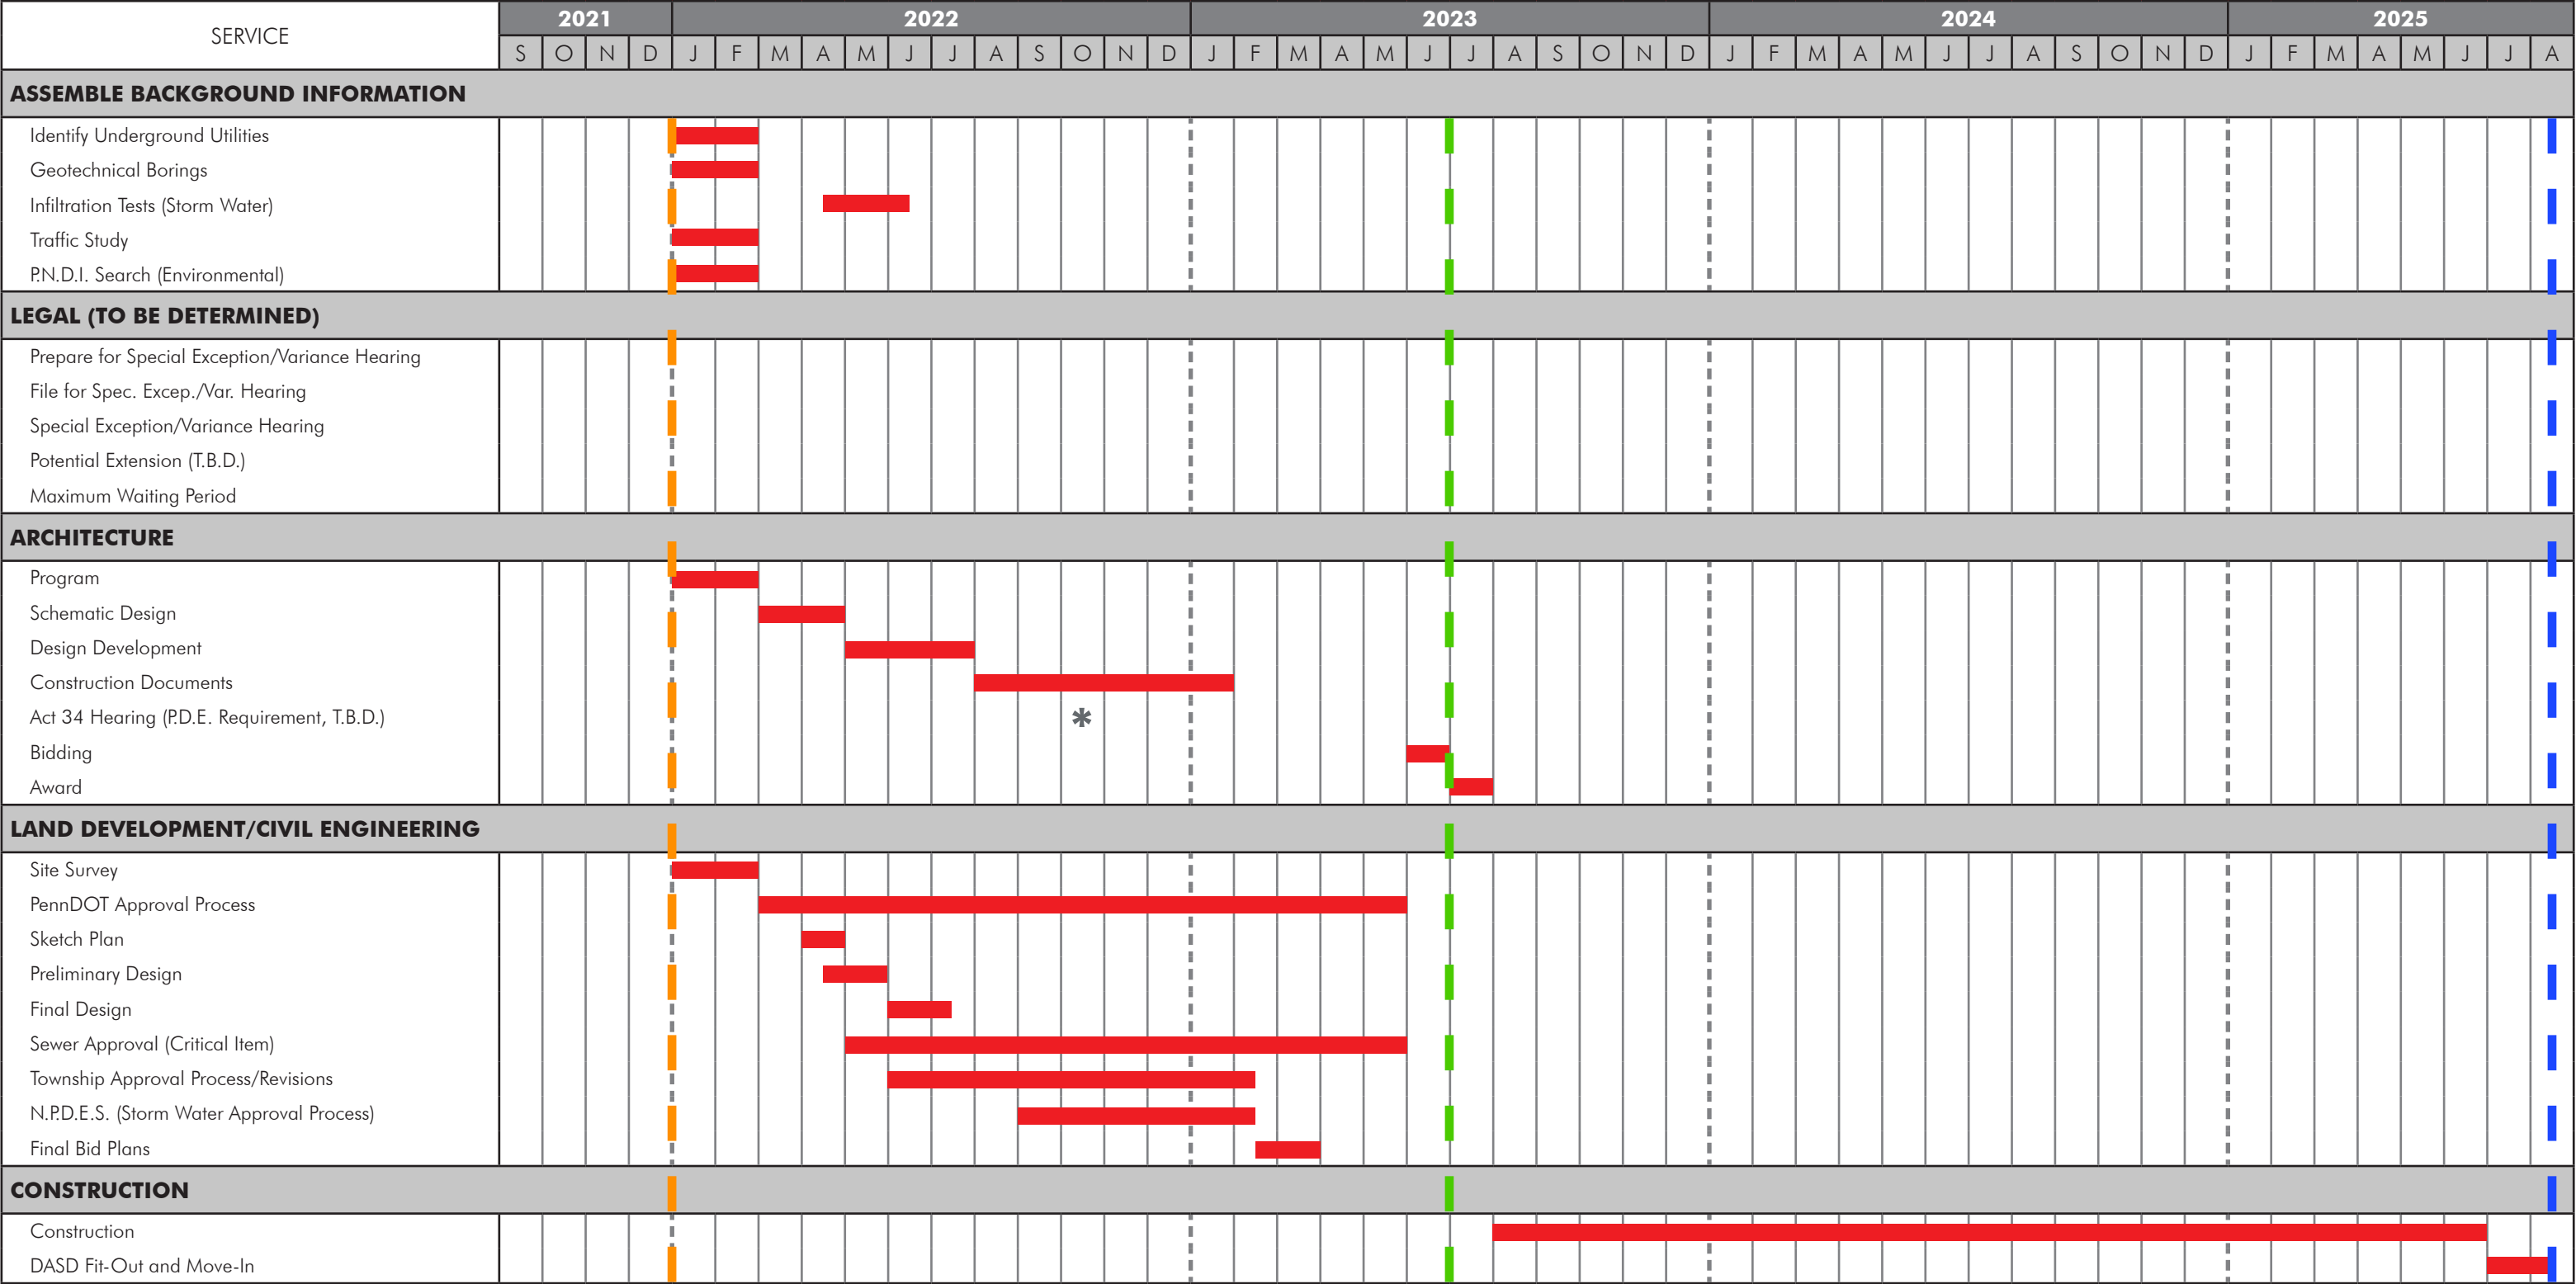 SERVICE 2021 2022 2023 2024 2025
S O N D J F M A M J J A S O N D J F M A M J J A S O N D J F M A M J J A S O N D J F M A M J J A
ASSEMBLE BACKGROUND INFORMATION
Identify Underground Utilities
Geotechnical Borings
Infiltration Tests (Storm Water)
Traffic Study
P.N.D.I. Search (Environmental)
LEGAL (TO BE DETERMINED)
Prepare for Special Exception/Variance Hearing
File for Spec. Excep./Var. Hearing
Special Exception/Variance Hearing
Potential Extension (T.B.D.)
Maximum Waiting Period
ARCHITECTURE
Program
Schematic Design
Design Development
Construction Documents
Act 34 Hearing (P.D.E. Requirement, T.B.D.) *
Bidding
Award
LAND DEVELOPMENT/CIVIL ENGINEERING
Site Survey
PennDOT Approval Process
Sketch Plan
Preliminary Design
Final Design
Sewer Approval (Critical Item)
Township Approval Process/Revisions
N.P.D.E.S. (Storm Water Approval Process)
Final Bid Plans
CONSTRUCTION
Construction
DASD Fit-Out and Move-In